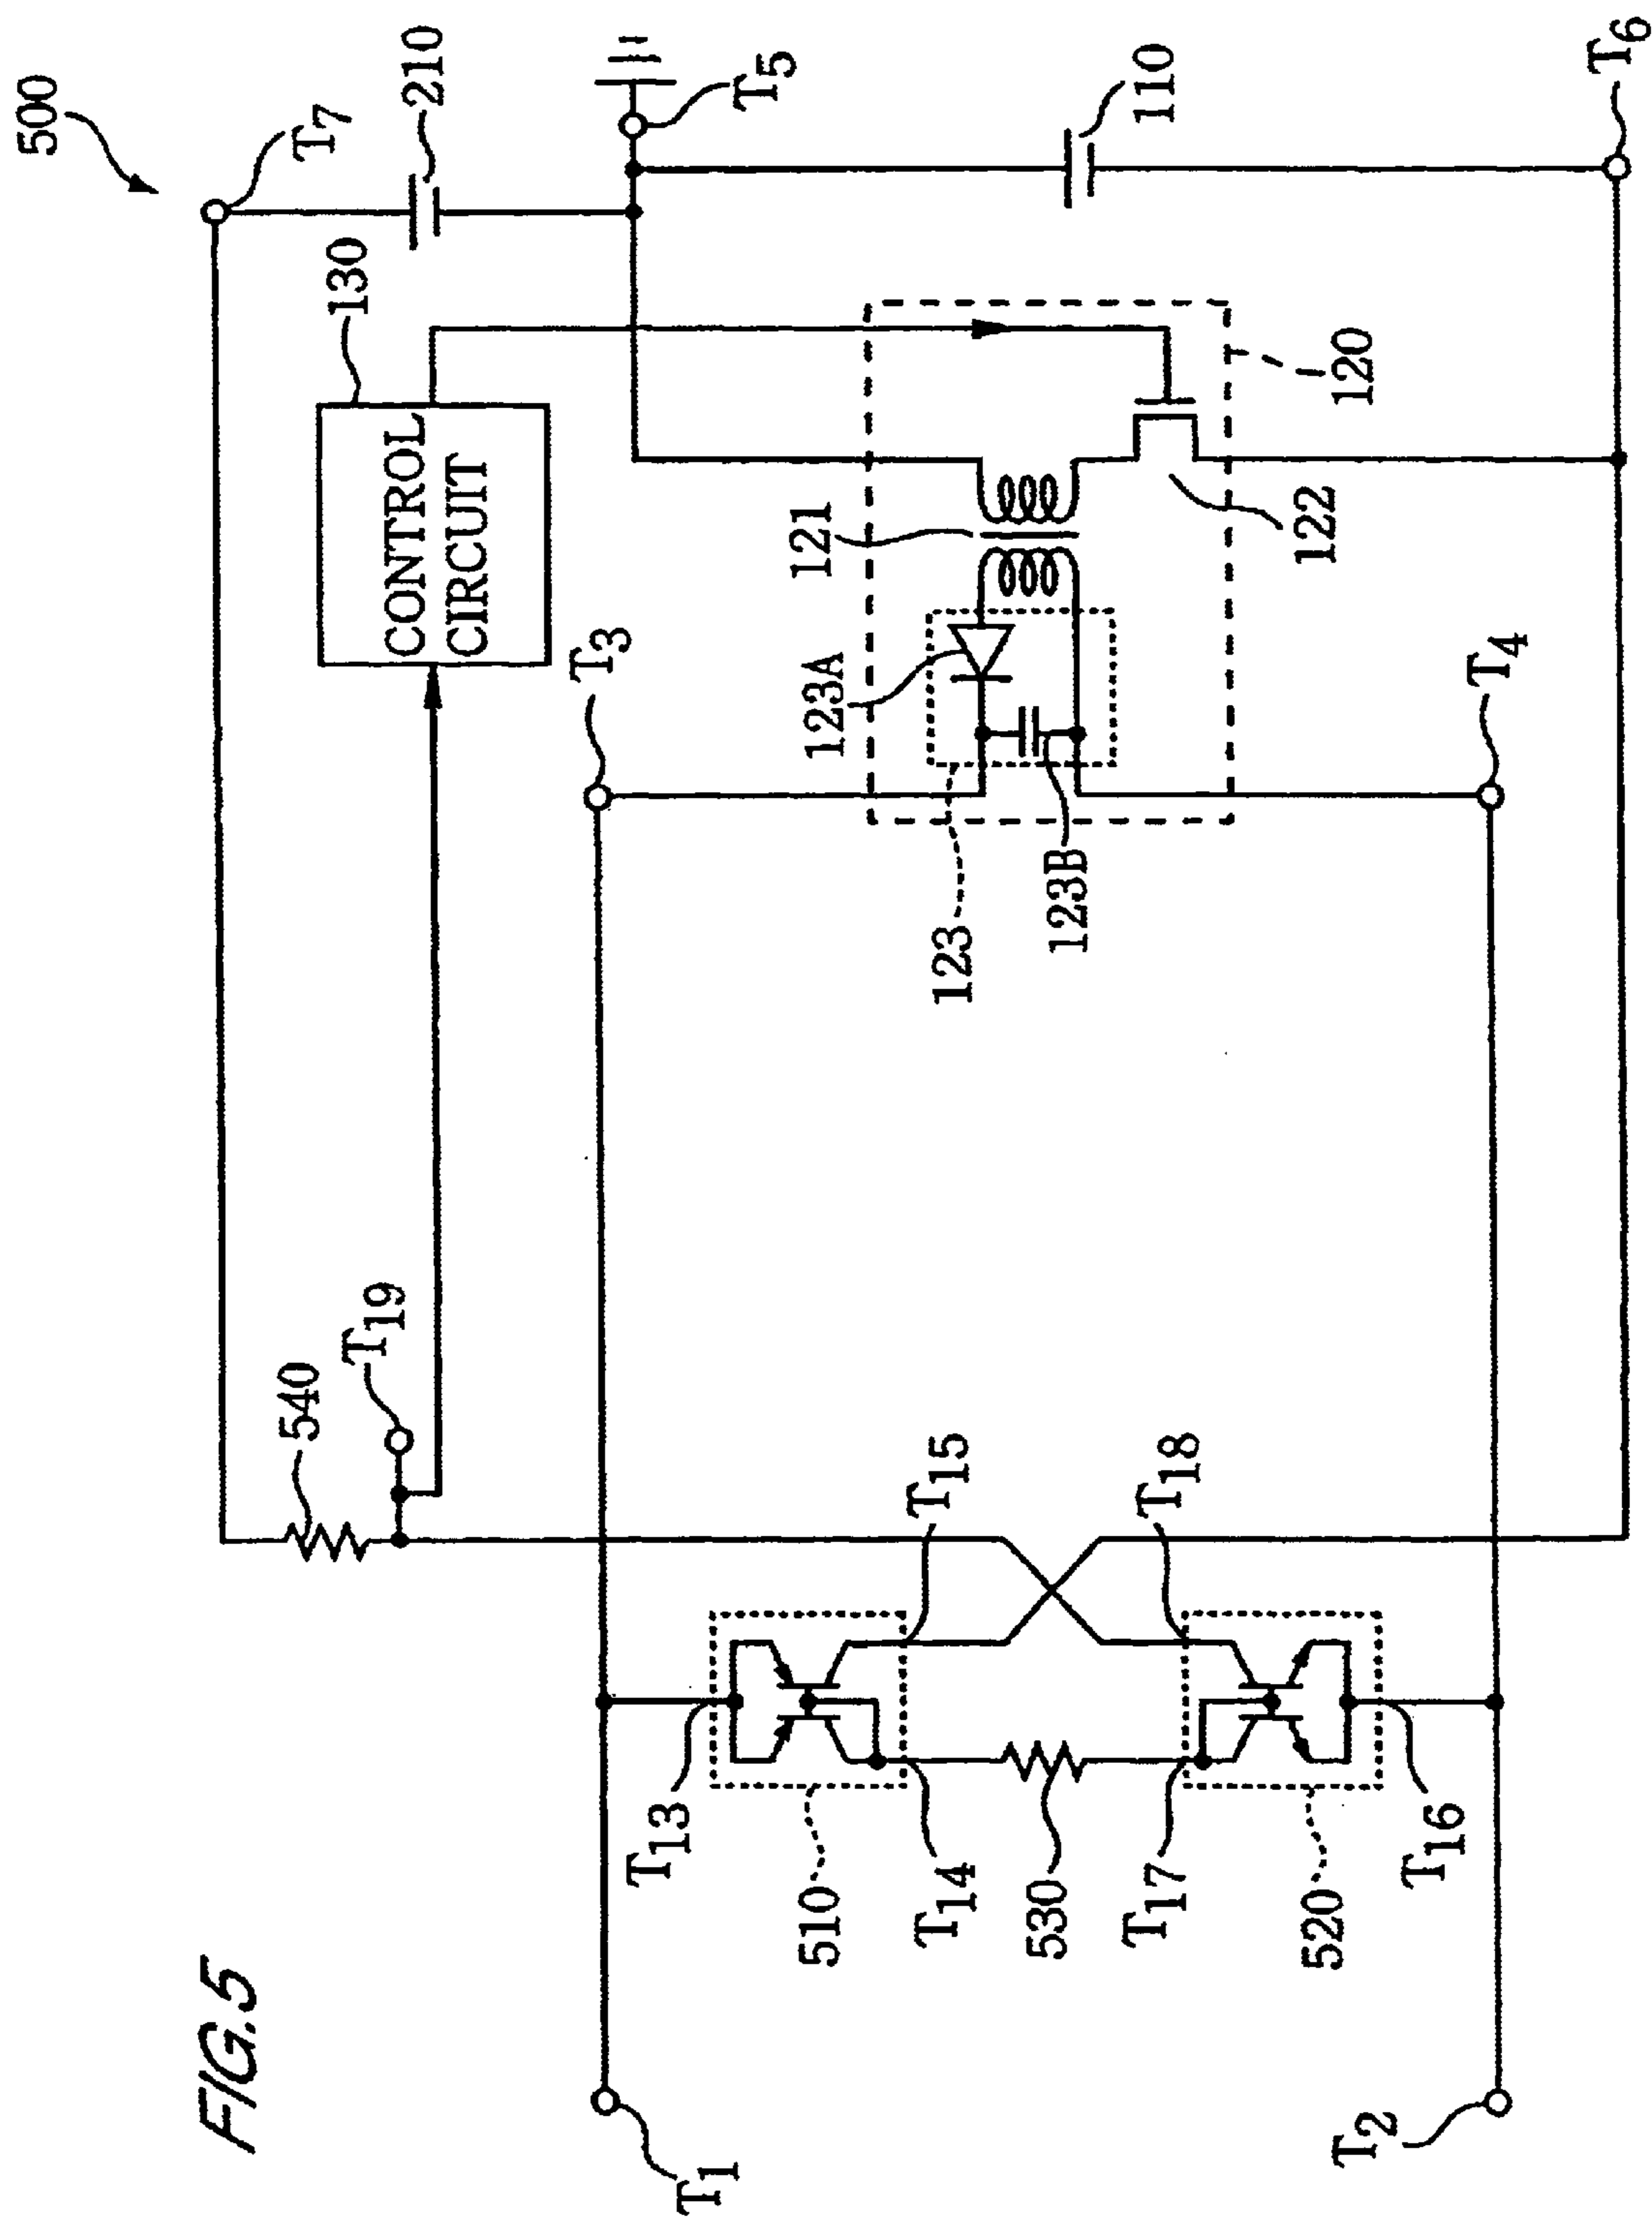 FIG.5
500
T7
210
T5
110
T6
130
CONTROL
CIRCUIT
120
121
122
T3
123A
T4
123
123B
540
T19
T15
T18
T13
510
T14
530
T17
520
T16
T1
T2